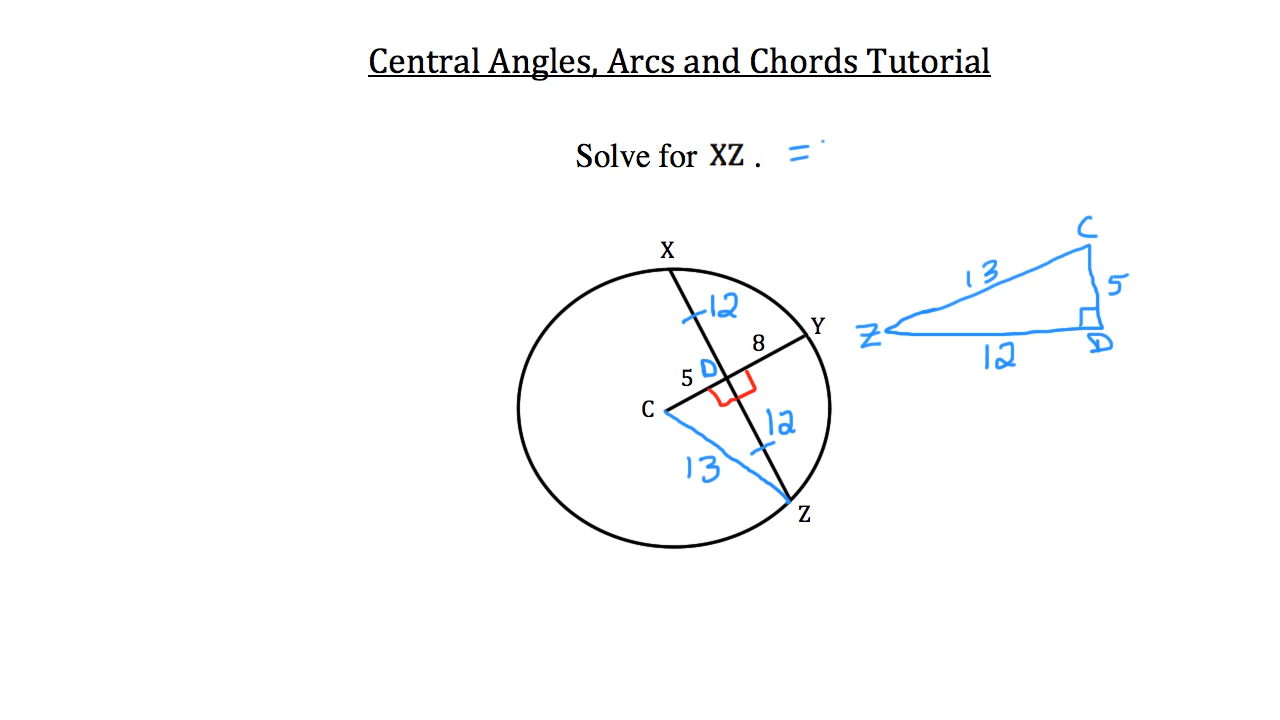 Central Angles, Arcs and Chords Tutorial
Solve for XZ . =
X
12
Y
8
5 D
C
12
13
Z
C
13
5
Z
12
D